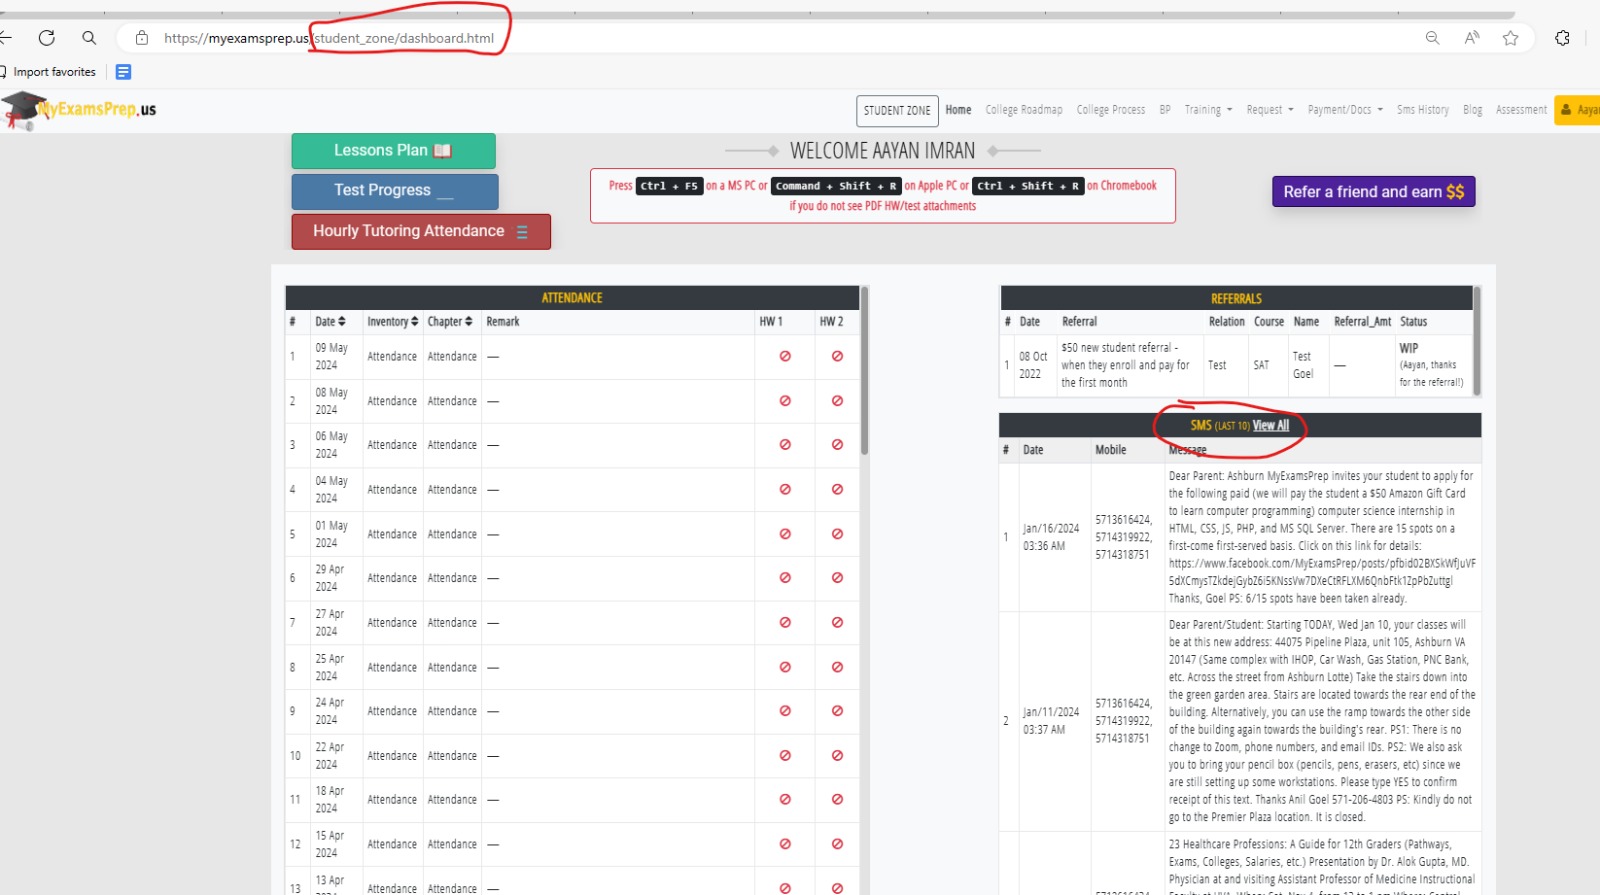 https://myexamsprep.us/student_zone/dashboard.html
Import favorites
MyExamsPrep.us
STUDENT ZONE Home College Roadmap College Process BP Training Request Payment/Docs Sms History Blog Assessment
Lessons Plan
Test Progress
Hourly Tutoring Attendance
WELCOME AAYAN IMRAN
Press Ctrl + F5 on a MS PC or Command + Shift + R on Apple PC or Ctrl + Shift + R on Chromebook
if you do not see PDF HW/test attachments
Refer a friend and earn $$
ATTENDANCE
# Date Inventory Chapter Remark HW 1 HW 2
1 09 May 2024 Attendance Attendance —
2 08 May 2024 Attendance Attendance —
3 06 May 2024 Attendance Attendance —
4 04 May 2024 Attendance Attendance —
5 01 May 2024 Attendance Attendance —
6 29 Apr 2024 Attendance Attendance —
7 27 Apr 2024 Attendance Attendance —
8 25 Apr 2024 Attendance Attendance —
9 24 Apr 2024 Attendance Attendance —
10 22 Apr 2024 Attendance Attendance —
11 18 Apr 2024 Attendance Attendance —
12 15 Apr 2024 Attendance Attendance —
13 13 Apr Attendance Attendance —
REFERRALS
# Date Referral Relation Course Name Referral_Amt Status
1 08 Oct 2022 $50 new student referral - when they enroll and pay for the first month Test SAT Test Goel — WIP (Aayan, thanks for the referral!)
SMS (LAST 10) View All
# Date Mobile Message
1 Jan/16/2024 03:36 AM 5713616424, 5714319922, 5714318751
Dear Parent: Ashburn MyExamsPrep invites your student to apply for
the following paid (we will pay the student a $50 Amazon Gift Card
to learn computer programming) computer science internship in
HTML, CSS, JS, PHP, and MS SQL Server. There are 15 spots on a
first-come first-served basis. Click on this link for details:
https://www.facebook.com/MyExamsPrep/posts/
Thanks, Goel PS: 6/15 spots have been taken already.
2 Jan/11/2024 03:37 AM 5713616424, 5714319922, 5714318751
Dear Parent/Student: Starting TODAY, Wed Jan 10, your classes will
be at this new address: 44075 Pipeline Plaza, unit 105, Ashburn VA
20147 (Same complex with IHOP, Car Wash, Gas Station, PNC Bank,
etc. Across the street from Ashburn Lotte) Take the stairs down into
the green garden area. Stairs are located towards the rear end of the
building. Alternatively, you can use the ramp towards the other side
of the building again towards the building's rear. PS1: There is no
change to Zoom, phone numbers, and email IDs. PS2: We also ask
you to bring your pencil box (pencils, pens, erasers, etc) since we
are still setting up some workstations. Please type YES to confirm
receipt of this text. Thanks Anil Goel 571-206-4803 PS: Kindly do not
go to the Premier Plaza location. It is closed.
23 Healthcare Professions: A Guide for 12th Graders (Pathways,
Exams, Colleges, Salaries, etc.) Presentation by Dr. Alok Gupta, MD.
Physician at and visiting Assistant Professor of Medicine Instructional